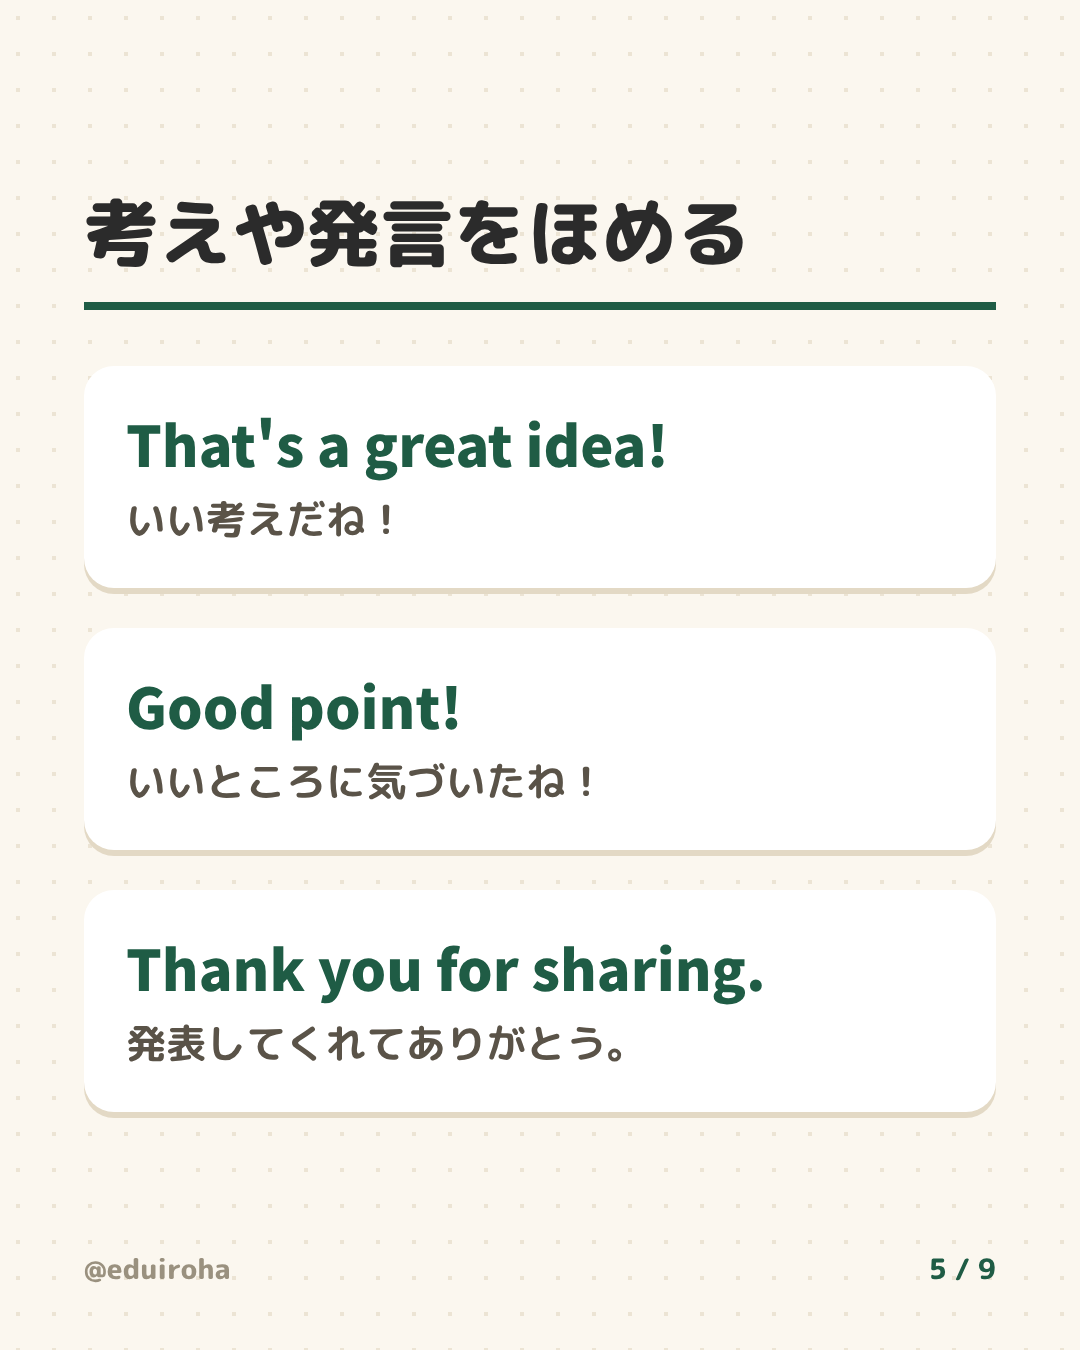 考えや発言をほめる
That's a great idea!
いい考えだね！
Good point!
いいところに気づいたね！
Thank you for sharing.
発表してくれてありがとう。
@eduiroha
5 / 9